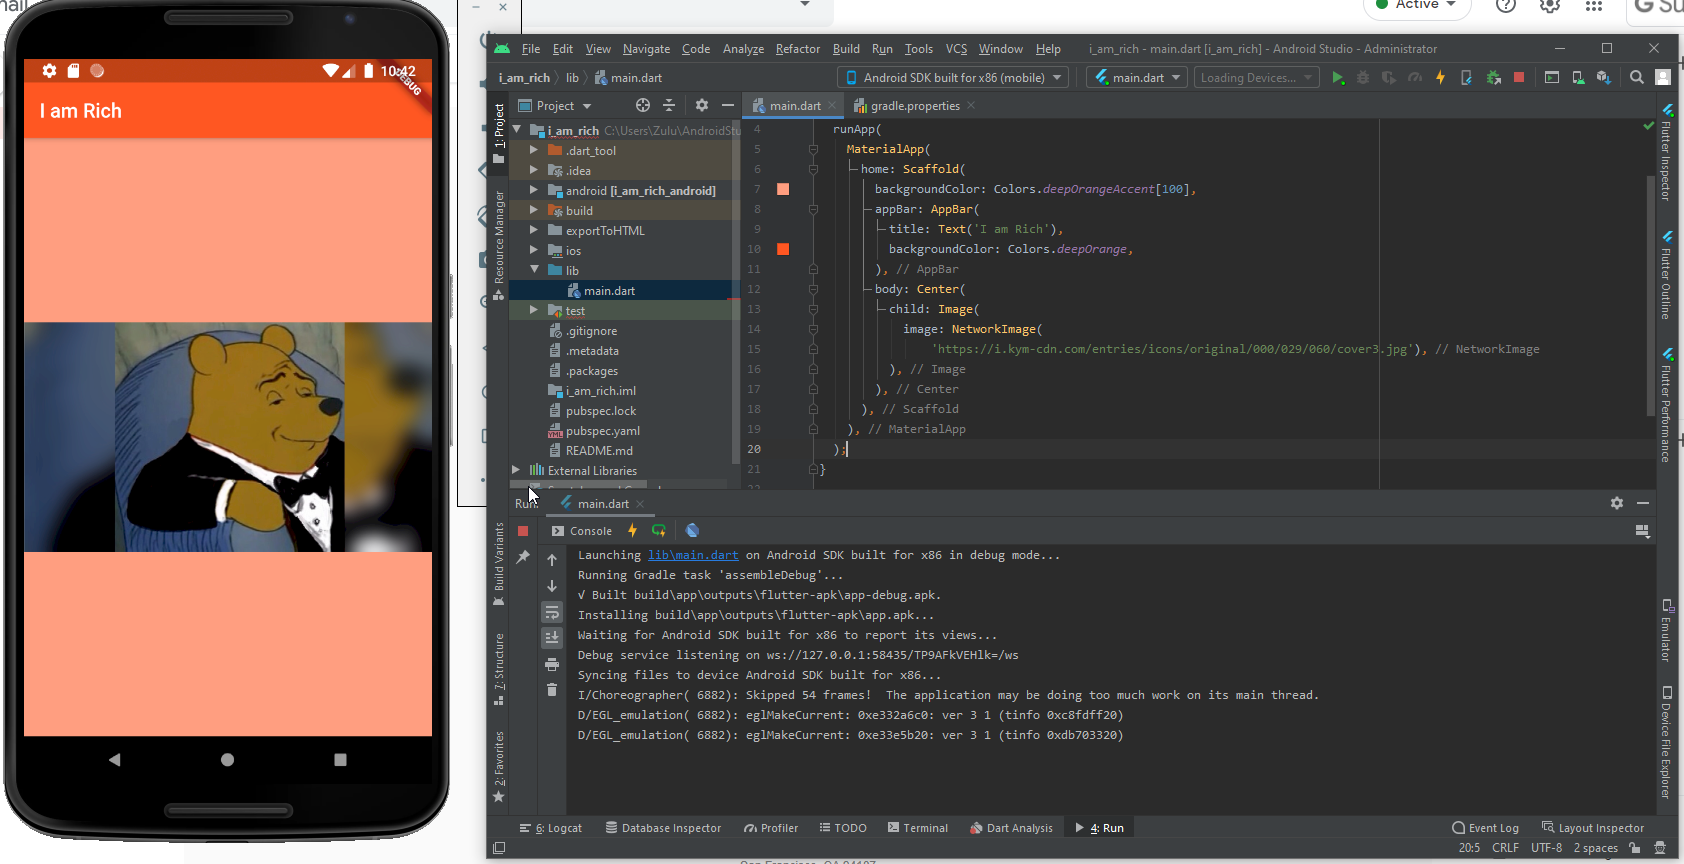 Active
10:42
DEBUG
I am Rich
File Edit View Navigate Code Analyze Refactor Build Run Tools VCS Window Help i_am_rich - main.dart [i_am_rich] - Android Studio - Administrator
i_am_rich lib main.dart Android SDK built for x86 (mobile) main.dart Loading Devices...
1: Project
Resource Manager
Build Variants
7: Structure
2: Favorites
Project
i_am_rich C:\Users\Zulu\AndroidStu
.dart_tool
.idea
android [i_am_rich_android]
build
exportToHTML
ios
lib
main.dart
test
.gitignore
.metadata
.packages
i_am_rich.iml
pubspec.lock
pubspec.yaml
README.md
External Libraries
main.dart gradle.properties
4 runApp(
5 MaterialApp(
6 home: Scaffold(
7 backgroundColor: Colors.deepOrangeAccent[100],
8 appBar: AppBar(
9 title: Text('I am Rich'),
10 backgroundColor: Colors.deepOrange,
11 ), // AppBar
12 body: Center(
13 child: Image(
14 image: NetworkImage(
15 'https://i.kym-cdn.com/entries/icons/original/000/029/060/cover3.jpg'), // NetworkImage
16 ), // Image
17 ), // Center
18 ), // Scaffold
19 ), // MaterialApp
20 );
21 }
Flutter Inspector
Flutter Outline
Flutter Performance
Emulator
Device File Explorer
Run: main.dart
Console
Launching lib\main.dart on Android SDK built for x86 in debug mode...
Running Gradle task 'assembleDebug'...
√ Built build\app\outputs\flutter-apk\app-debug.apk.
Installing build\app\outputs\flutter-apk\app.apk...
Waiting for Android SDK built for x86 to report its views...
Debug service listening on ws://127.0.0.1:58435/TP9AFkVEHlk=/ws
Syncing files to device Android SDK built for x86...
I/Choreographer( 6882): Skipped 54 frames!  The application may be doing too much work on its main thread.
D/EGL_emulation( 6882): eglMakeCurrent: 0xe332a6c0: ver 3 1 (tinfo 0xc8fdff20)
D/EGL_emulation( 6882): eglMakeCurrent: 0xe33e5b20: ver 3 1 (tinfo 0xdb703320)
6: Logcat Database Inspector Profiler TODO Terminal Dart Analysis 4: Run Event Log Layout Inspector
20:5 CRLF UTF-8 2 spaces